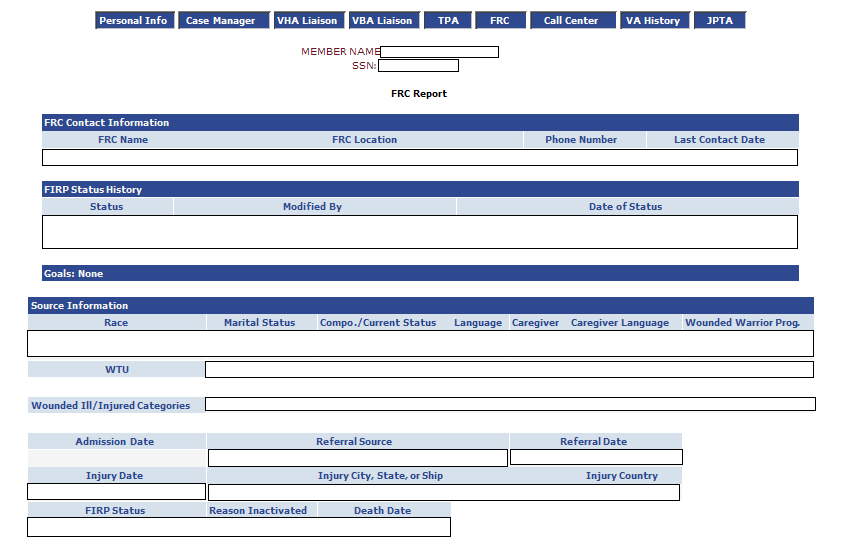 Personal Info Case Manager VHA Liaison VBA Liaison TPA FRC Call Center VA History JPTA
MEMBER NAME
SSN:
FRC Report
FRC Contact Information
FRC Name FRC Location Phone Number Last Contact Date
FIRP Status History
Status Modified By Date of Status
Goals: None
Source Information
Race Marital Status Compo./Current Status Language Caregiver Caregiver Language Wounded Warrior Prog.
WTU
Wounded Ill/Injured Categories
Admission Date Referral Source Referral Date
Injury Date Injury City, State, or Ship Injury Country
FIRP Status Reason Inactivated Death Date